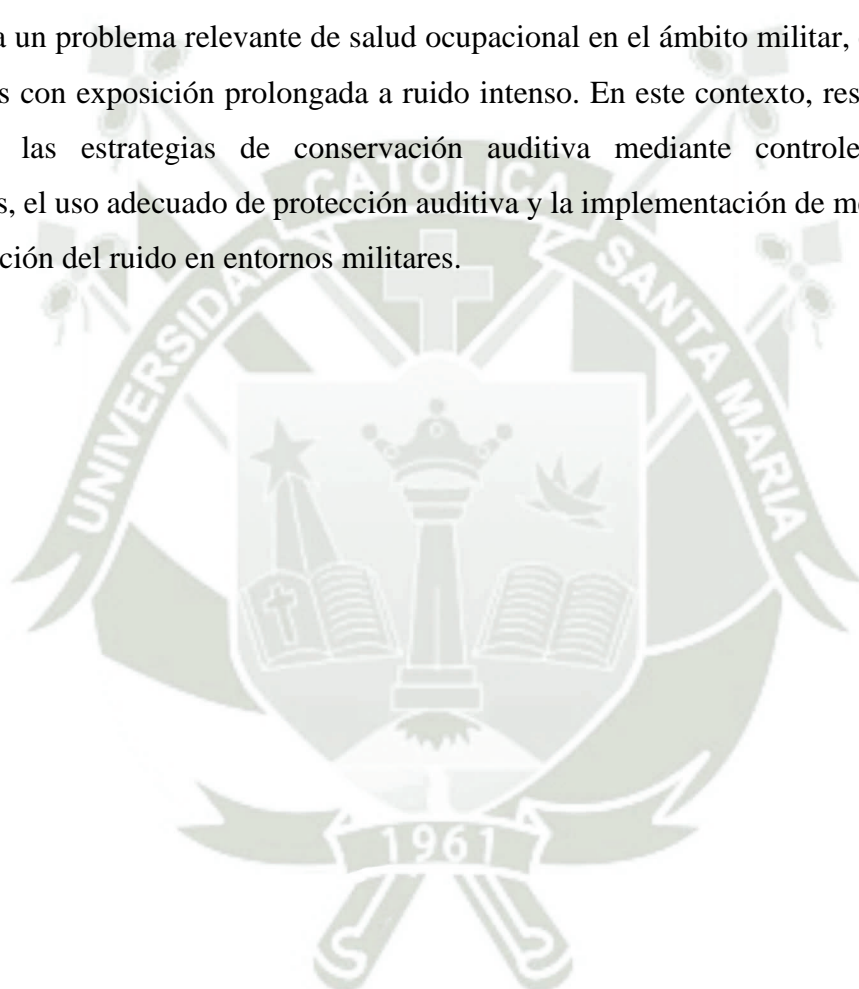 a un problema relevante de salud ocupacional en el ámbito militar,
s con exposición prolongada a ruido intenso. En este contexto, res
las estrategias de conservación auditiva mediante controle
s, el uso adecuado de protección auditiva y la implementación de m
ción del ruido en entornos militares.
UNIVERSIDAD CATOLICA SANTA MARIA
1961